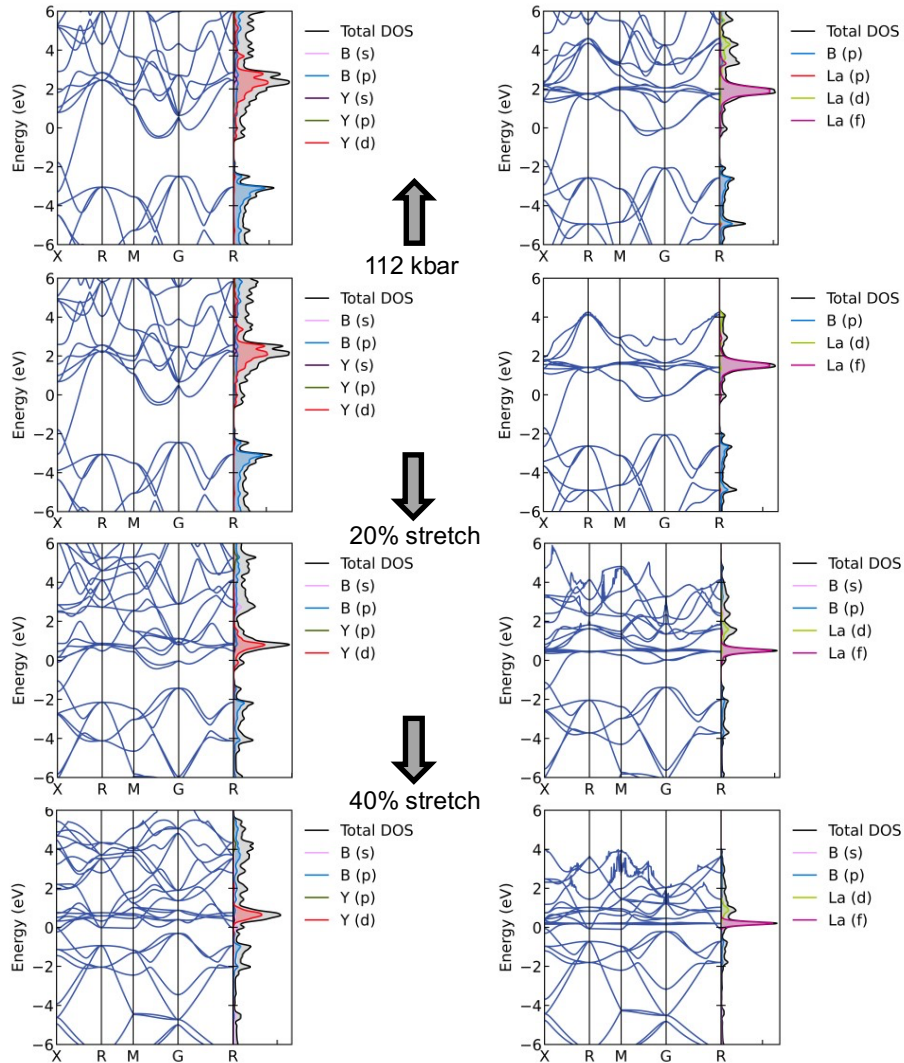 6
4
2
0
−2
−4
−6
Energy (eV)
X R M G R
Total DOS
B (s)
B (p)
Y (s)
Y (p)
Y (d)
6
4
2
0
−2
−4
−6
Energy (eV)
X R M G R
Total DOS
B (p)
La (p)
La (d)
La (f)
112 kbar
6
4
2
0
−2
−4
−6
Energy (eV)
X R M G R
Total DOS
B (s)
B (p)
Y (s)
Y (p)
Y (d)
6
4
2
0
−2
−4
−6
Energy (eV)
X R M G R
Total DOS
B (p)
La (d)
La (f)
20% stretch
6
4
2
0
−2
−4
−6
Energy (eV)
X R M G R
Total DOS
B (s)
B (p)
Y (p)
Y (d)
6
4
2
0
−2
−4
−6
Energy (eV)
X R M G R
Total DOS
B (s)
B (p)
La (d)
La (f)
40% stretch
6
4
2
0
−2
−4
−6
Energy (eV)
X R M G R
Total DOS
B (s)
B (p)
Y (p)
Y (d)
6
4
2
0
−2
−4
−6
Energy (eV)
X R M G R
Total DOS
B (s)
B (p)
La (d)
La (f)